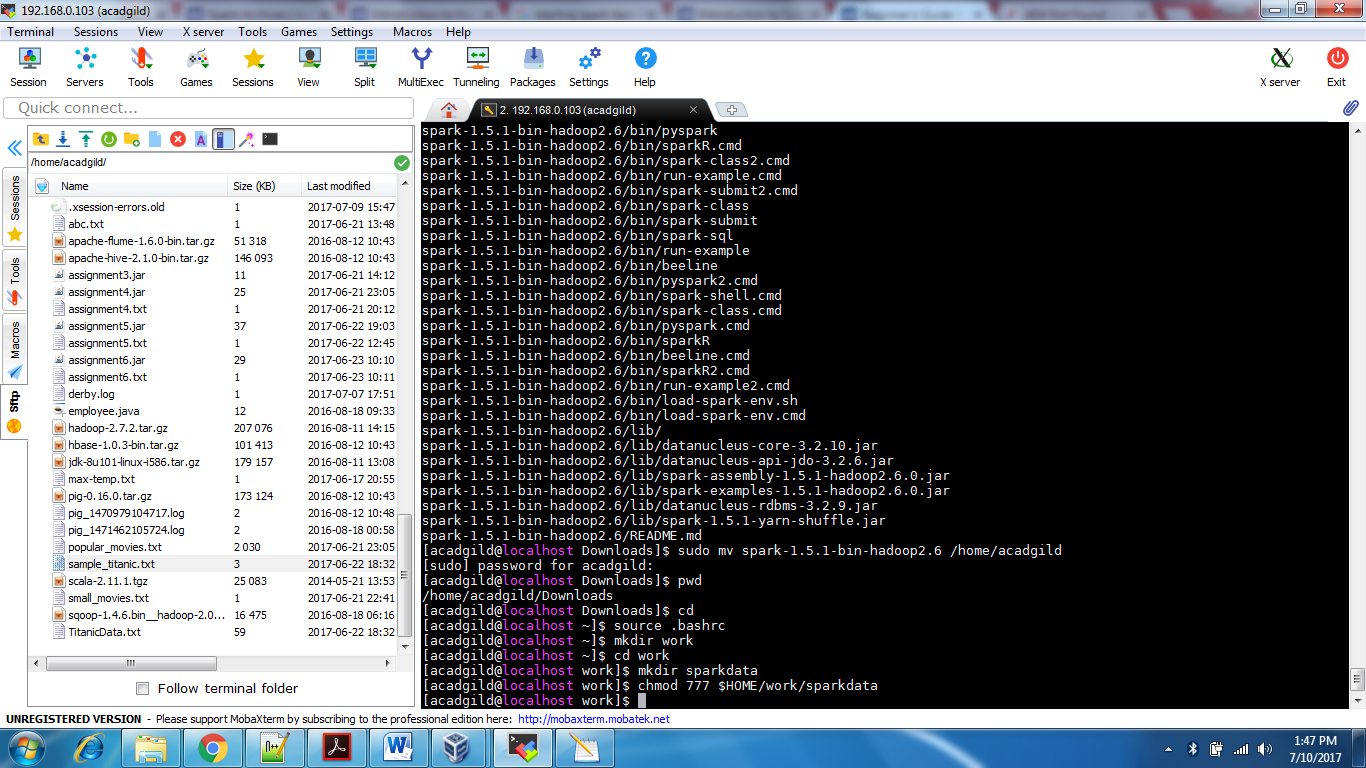 192.168.0.103 (acadgild)
Terminal Sessions View X server Tools Games Settings Macros Help
Session Servers Tools Games Sessions View Split MultiExec Tunneling Packages Settings Help X server Exit
Quick connect...
2. 192.168.0.103 (acadgild)
/home/acadgild/
Name Size (KB) Last modified
.xsession-errors.old 1 2017-07-09 15:47
abc.txt 1 2017-06-21 13:48
apache-flume-1.6.0-bin.tar.gz 51 318 2016-08-12 10:43
apache-hive-2.1.0-bin.tar.gz 146 093 2016-08-12 10:43
assignment3.jar 11 2017-06-21 14:12
assignment4.jar 25 2017-06-21 23:05
assignment4.txt 1 2017-06-21 20:12
assignment5.jar 37 2017-06-22 19:03
assignment5.txt 1 2017-06-22 12:45
assignment6.jar 29 2017-06-23 10:10
assignment6.txt 1 2017-06-23 10:11
derby.log 1 2017-07-07 17:51
employee.java 12 2016-08-18 09:33
hadoop-2.7.2.tar.gz 207 076 2016-08-11 14:15
hbase-1.0.3-bin.tar.gz 101 413 2016-08-12 10:43
jdk-8u101-linux-i586.tar.gz 179 157 2016-08-11 13:08
max-temp.txt 1 2017-06-17 20:55
pig-0.16.0.tar.gz 173 124 2016-08-12 10:43
pig_1470979104717.log 2 2016-08-12 10:48
pig_1471462105724.log 2 2016-08-18 00:58
popular_movies.txt 2 030 2017-06-21 23:05
sample_titanic.txt 3 2017-06-22 18:32
scala-2.11.1.tgz 25 083 2014-05-21 13:53
small_movies.txt 1 2017-06-21 22:41
sqoop-1.4.6.bin__hadoop-2.0... 16 475 2016-08-18 06:16
TitanicData.txt 59 2017-06-22 18:32
Follow terminal folder
Sessions
Tools
Macros
Sftp
spark-1.5.1-bin-hadoop2.6/bin/pyspark
spark-1.5.1-bin-hadoop2.6/bin/sparkR.cmd
spark-1.5.1-bin-hadoop2.6/bin/spark-class2.cmd
spark-1.5.1-bin-hadoop2.6/bin/run-example.cmd
spark-1.5.1-bin-hadoop2.6/bin/spark-submit2.cmd
spark-1.5.1-bin-hadoop2.6/bin/spark-class
spark-1.5.1-bin-hadoop2.6/bin/spark-submit
spark-1.5.1-bin-hadoop2.6/bin/spark-sql
spark-1.5.1-bin-hadoop2.6/bin/run-example
spark-1.5.1-bin-hadoop2.6/bin/beeline
spark-1.5.1-bin-hadoop2.6/bin/pyspark2.cmd
spark-1.5.1-bin-hadoop2.6/bin/spark-shell.cmd
spark-1.5.1-bin-hadoop2.6/bin/spark-class.cmd
spark-1.5.1-bin-hadoop2.6/bin/pyspark.cmd
spark-1.5.1-bin-hadoop2.6/bin/sparkR
spark-1.5.1-bin-hadoop2.6/bin/beeline.cmd
spark-1.5.1-bin-hadoop2.6/bin/sparkR2.cmd
spark-1.5.1-bin-hadoop2.6/bin/run-example2.cmd
spark-1.5.1-bin-hadoop2.6/bin/load-spark-env.sh
spark-1.5.1-bin-hadoop2.6/bin/load-spark-env.cmd
spark-1.5.1-bin-hadoop2.6/lib/
spark-1.5.1-bin-hadoop2.6/lib/datanucleus-core-3.2.10.jar
spark-1.5.1-bin-hadoop2.6/lib/datanucleus-api-jdo-3.2.6.jar
spark-1.5.1-bin-hadoop2.6/lib/spark-assembly-1.5.1-hadoop2.6.0.jar
spark-1.5.1-bin-hadoop2.6/lib/spark-examples-1.5.1-hadoop2.6.0.jar
spark-1.5.1-bin-hadoop2.6/lib/datanucleus-rdbms-3.2.9.jar
spark-1.5.1-bin-hadoop2.6/lib/spark-1.5.1-yarn-shuffle.jar
spark-1.5.1-bin-hadoop2.6/README.md
[acadgild@localhost Downloads]$ sudo mv spark-1.5.1-bin-hadoop2.6 /home/acadgild
[sudo] password for acadgild:
[acadgild@localhost Downloads]$ pwd
/home/acadgild/Downloads
[acadgild@localhost Downloads]$ cd
[acadgild@localhost ~]$ source .bashrc
[acadgild@localhost ~]$ mkdir work
[acadgild@localhost ~]$ cd work
[acadgild@localhost work]$ mkdir sparkdata
[acadgild@localhost work]$ chmod 777 $HOME/work/sparkdata
[acadgild@localhost work]$
UNREGISTERED VERSION - Please support MobaXterm by subscribing to the professional edition here: http://mobaxterm.mobatek.net
1:47 PM
7/10/2017